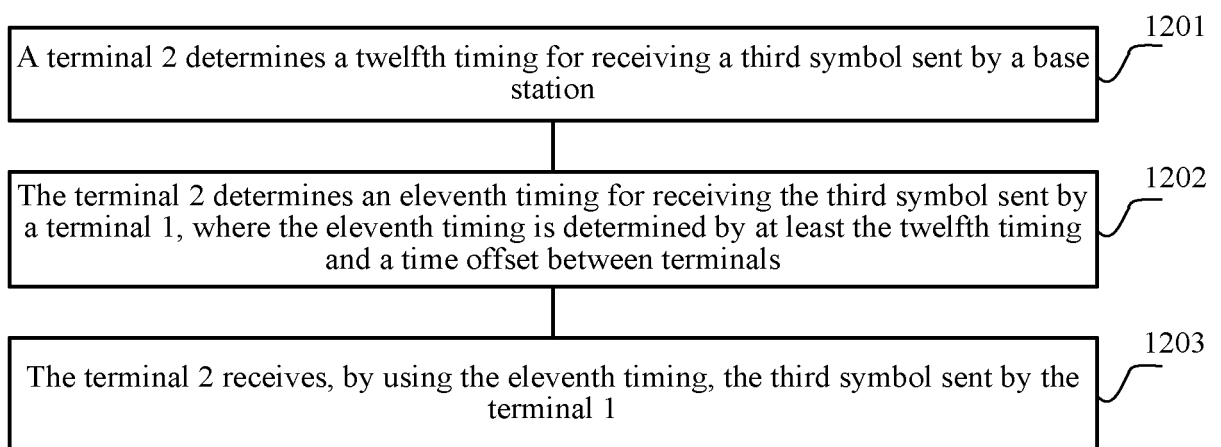 1201
A terminal 2 determines a twelfth timing for receiving a third symbol sent by a base
station
1202
The terminal 2 determines an eleventh timing for receiving the third symbol sent by
a terminal 1, where the eleventh timing is determined by at least the twelfth timing
and a time offset between terminals
1203
The terminal 2 receives, by using the eleventh timing, the third symbol sent by the
terminal 1